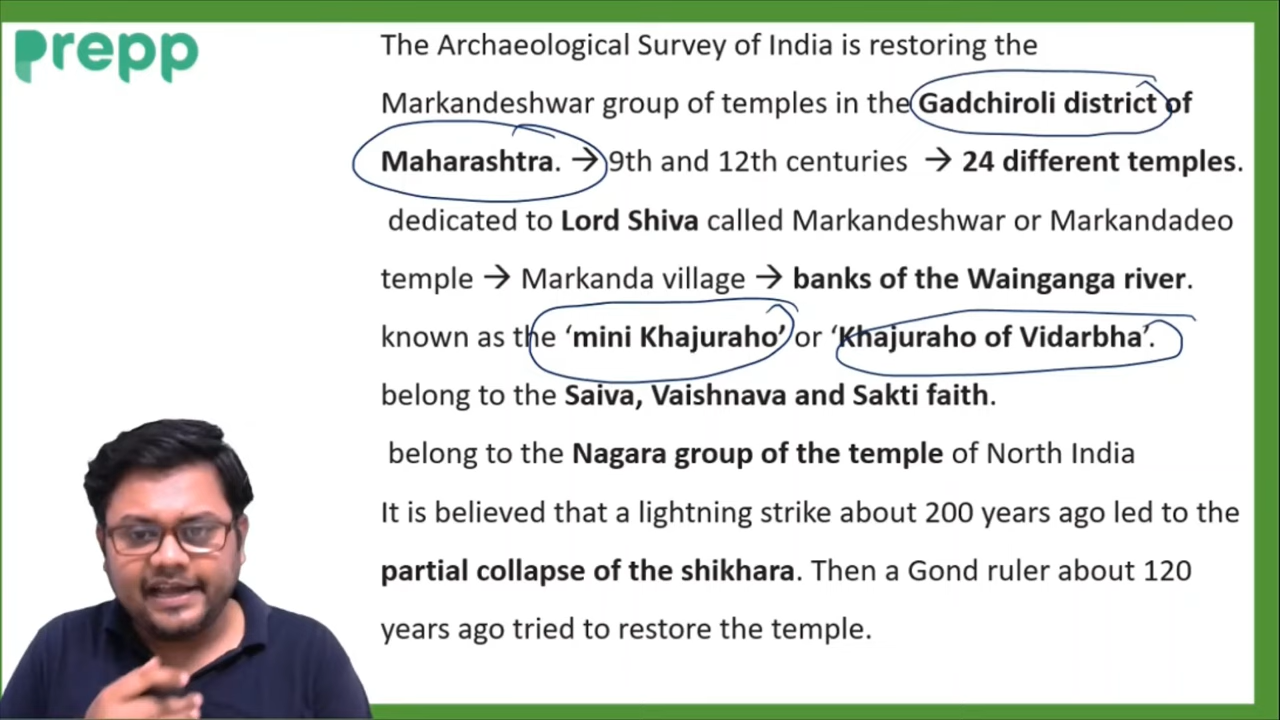 prepp
The Archaeological Survey of India is restoring the
Markandeshwar group of temples in the Gadchiroli district of
Maharashtra. → 9th and 12th centuries → 24 different temples.
dedicated to Lord Shiva called Markandeshwar or Markandadeo
temple → Markanda village → banks of the Wainganga river.
known as the ‘mini Khajuraho’ or ‘Khajuraho of Vidarbha’.
belong to the Saiva, Vaishnava and Sakti faith.
belong to the Nagara group of the temple of North India
It is believed that a lightning strike about 200 years ago led to the
partial collapse of the shikhara. Then a Gond ruler about 120
years ago tried to restore the temple.